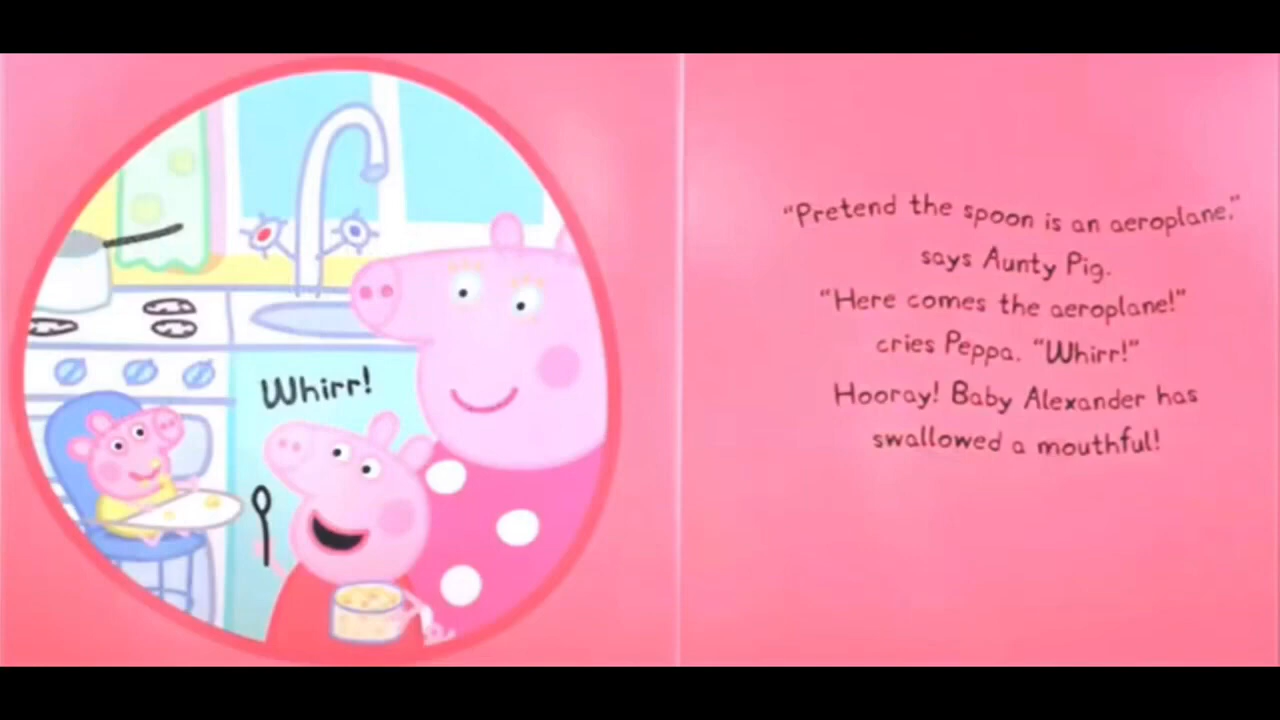 Whirr!
"Pretend the spoon is an aeroplane,"
says Aunty Pig.
"Here comes the aeroplane!"
cries Peppa. "Whirr!"
Hooray! Baby Alexander has
swallowed a mouthful!